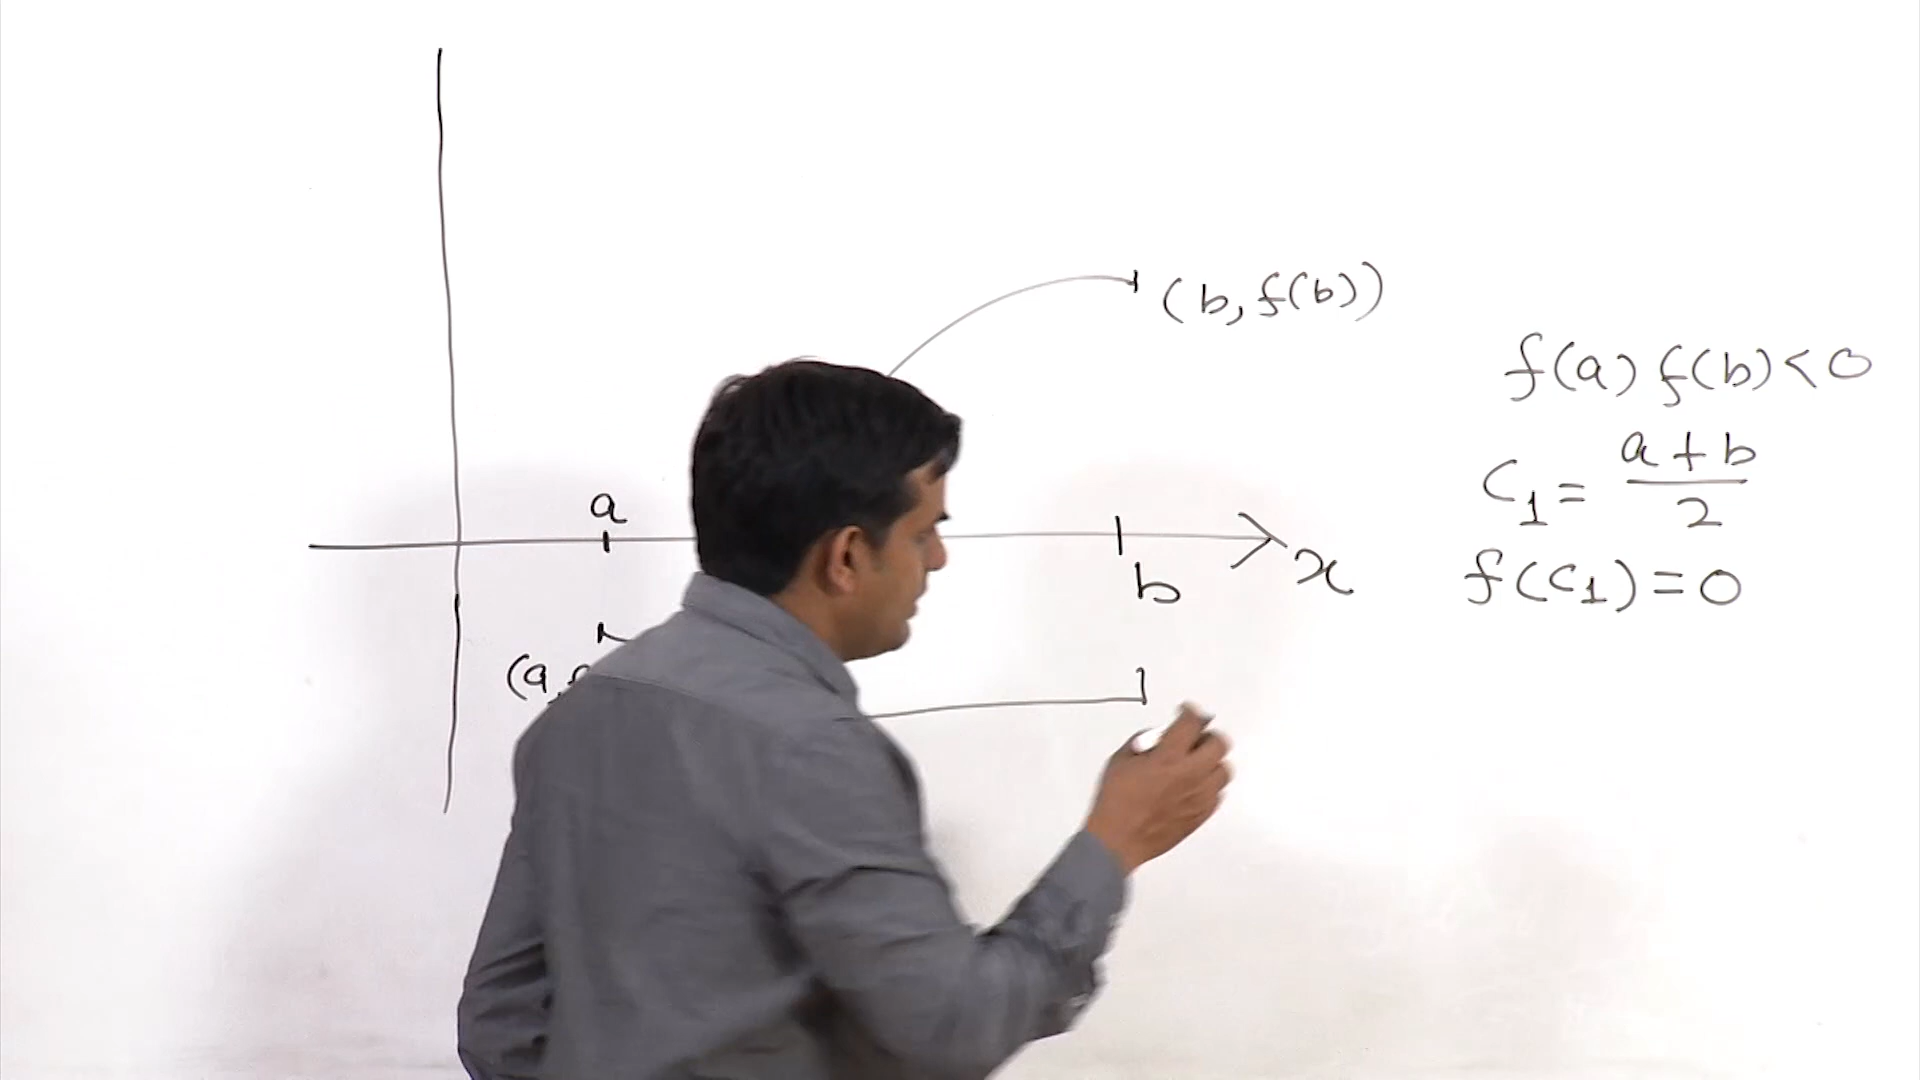 (b, f(b))
f(a) f(b) < 0
a
C₁ = a + b / 2
x
f(C₁) = 0
b
(a,